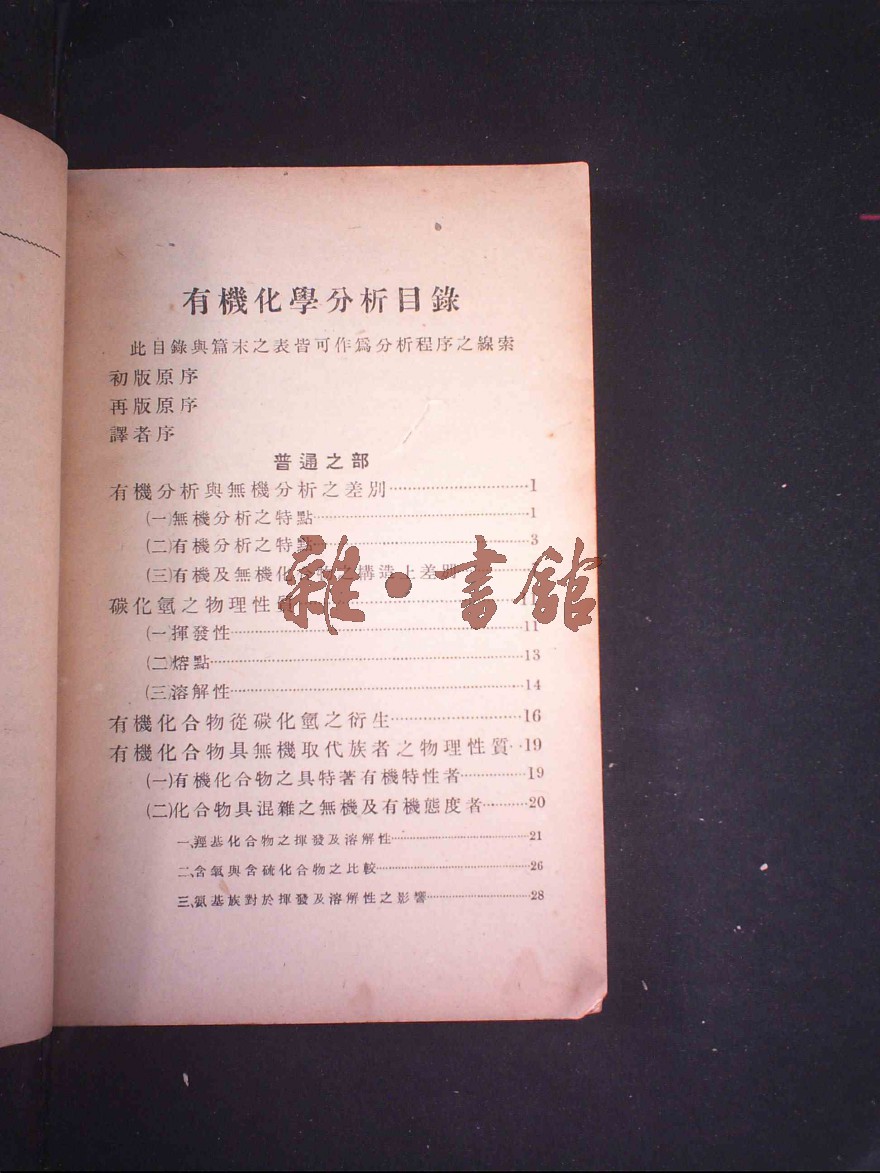 有機化學分析目錄
此目錄與篇末之表皆可作爲分析程序之線索
初版原序
再版原序
譯者序
普通之部
有機分析與無機分析之差別…………………1
(一)無機分析之特點…………………………1
(二)有機分析之特點…………………………3
(三)有機及無機化合物之構造上差別
碳化氫之物理性質
(一)揮發性…………………………………11
(二)熔點……………………………………13
(三)溶解性…………………………………14
有機化合物從碳化氫之衍生………………16
有機化合物具無機取代族者之物理性質‥19
(一)有機化合物之具特著有機特性者………19
(二)化合物具混雜之無機及有機態度者……20
一、羥基化合物之揮發及溶解性……………21
二、含氧與含硫化合物之比較………………26
三、氨基族對於揮發及溶解性之影響………28
雜·書館